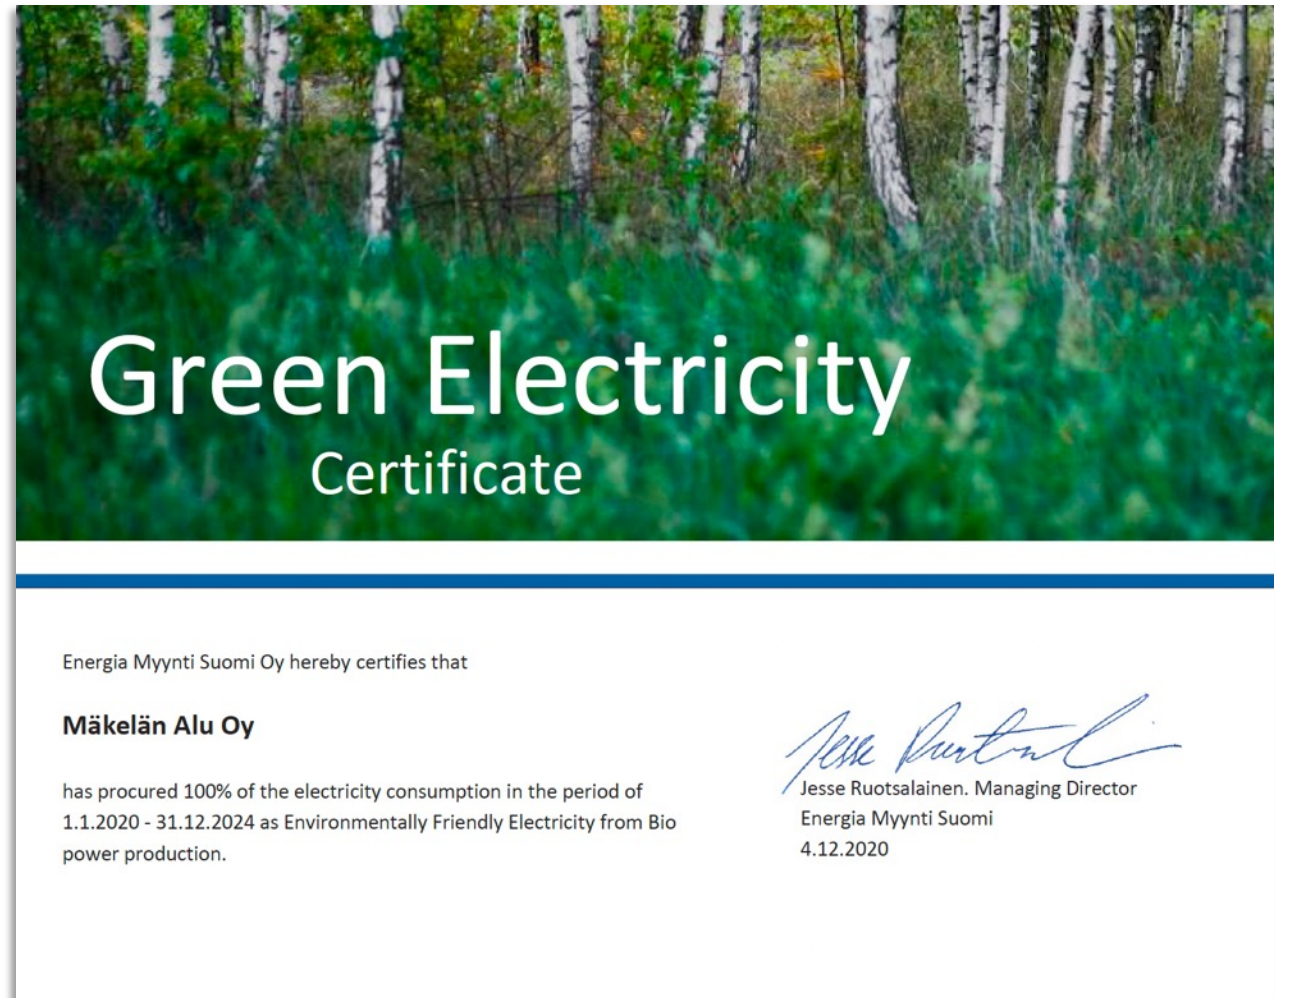 Green Electricity
Certificate
Energia Myynti Suomi Oy hereby certifies that
Mäkelän Alu Oy
has procured 100% of the electricity consumption in the period of
1.1.2020 - 31.12.2024 as Environmentally Friendly Electricity from Bio
power production.
Jesse Ruotsalainen. Managing Director
Energia Myynti Suomi
4.12.2020